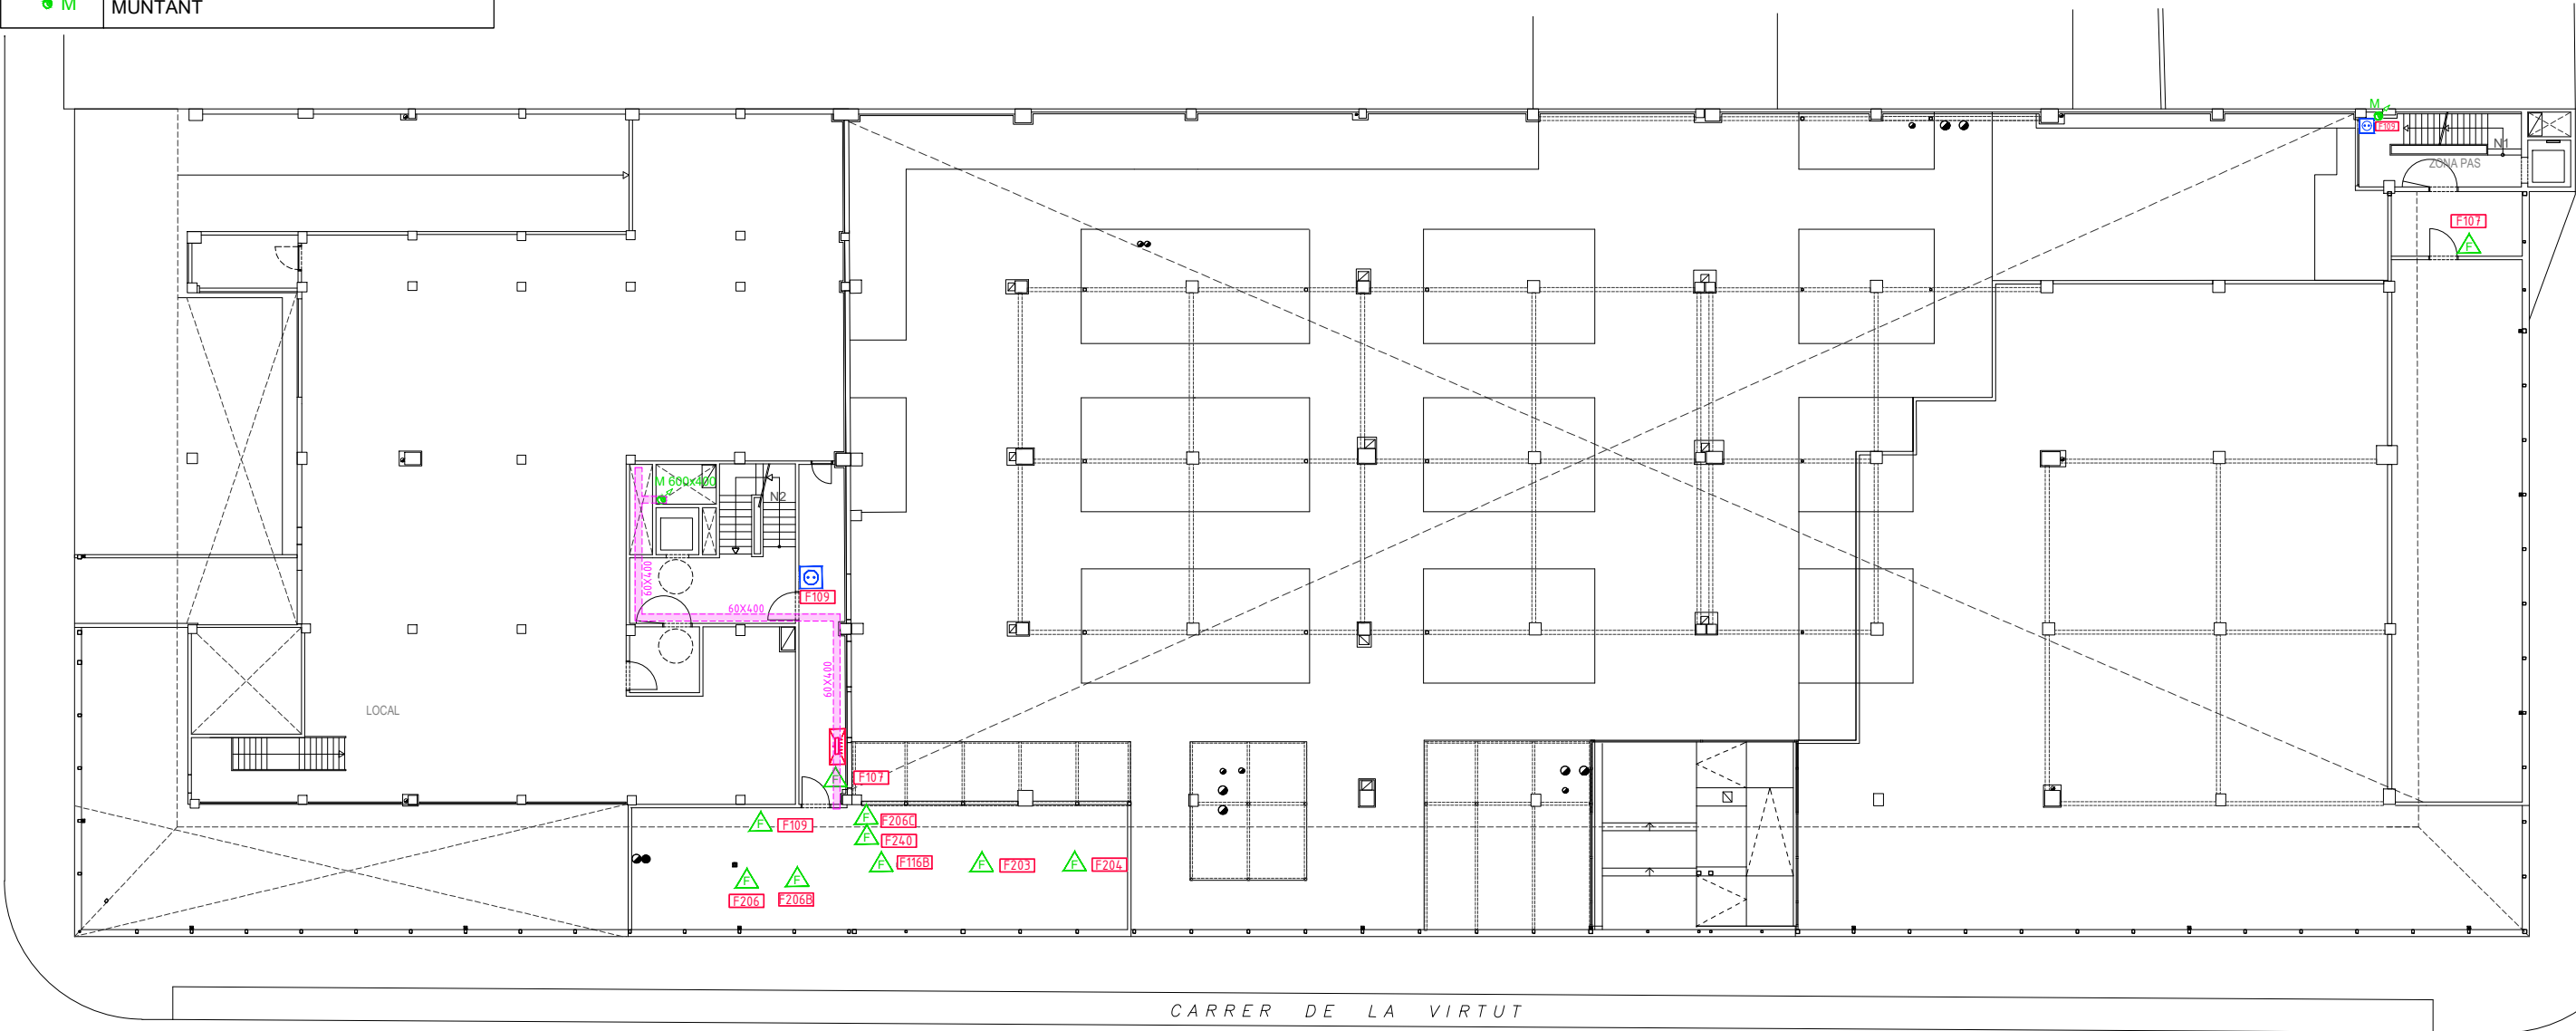 M
MUNTANT
M
F109
N1
ZONA PAS
F107
F
M 600x400
N2
60X400
F109
60X400
60X400
LOCAL
F
F107
F
F109
F
F206C
F
F240
F
F116B
F
F203
F
F204
F
F206
F
F206B
CARRER DE LA VIRTUT